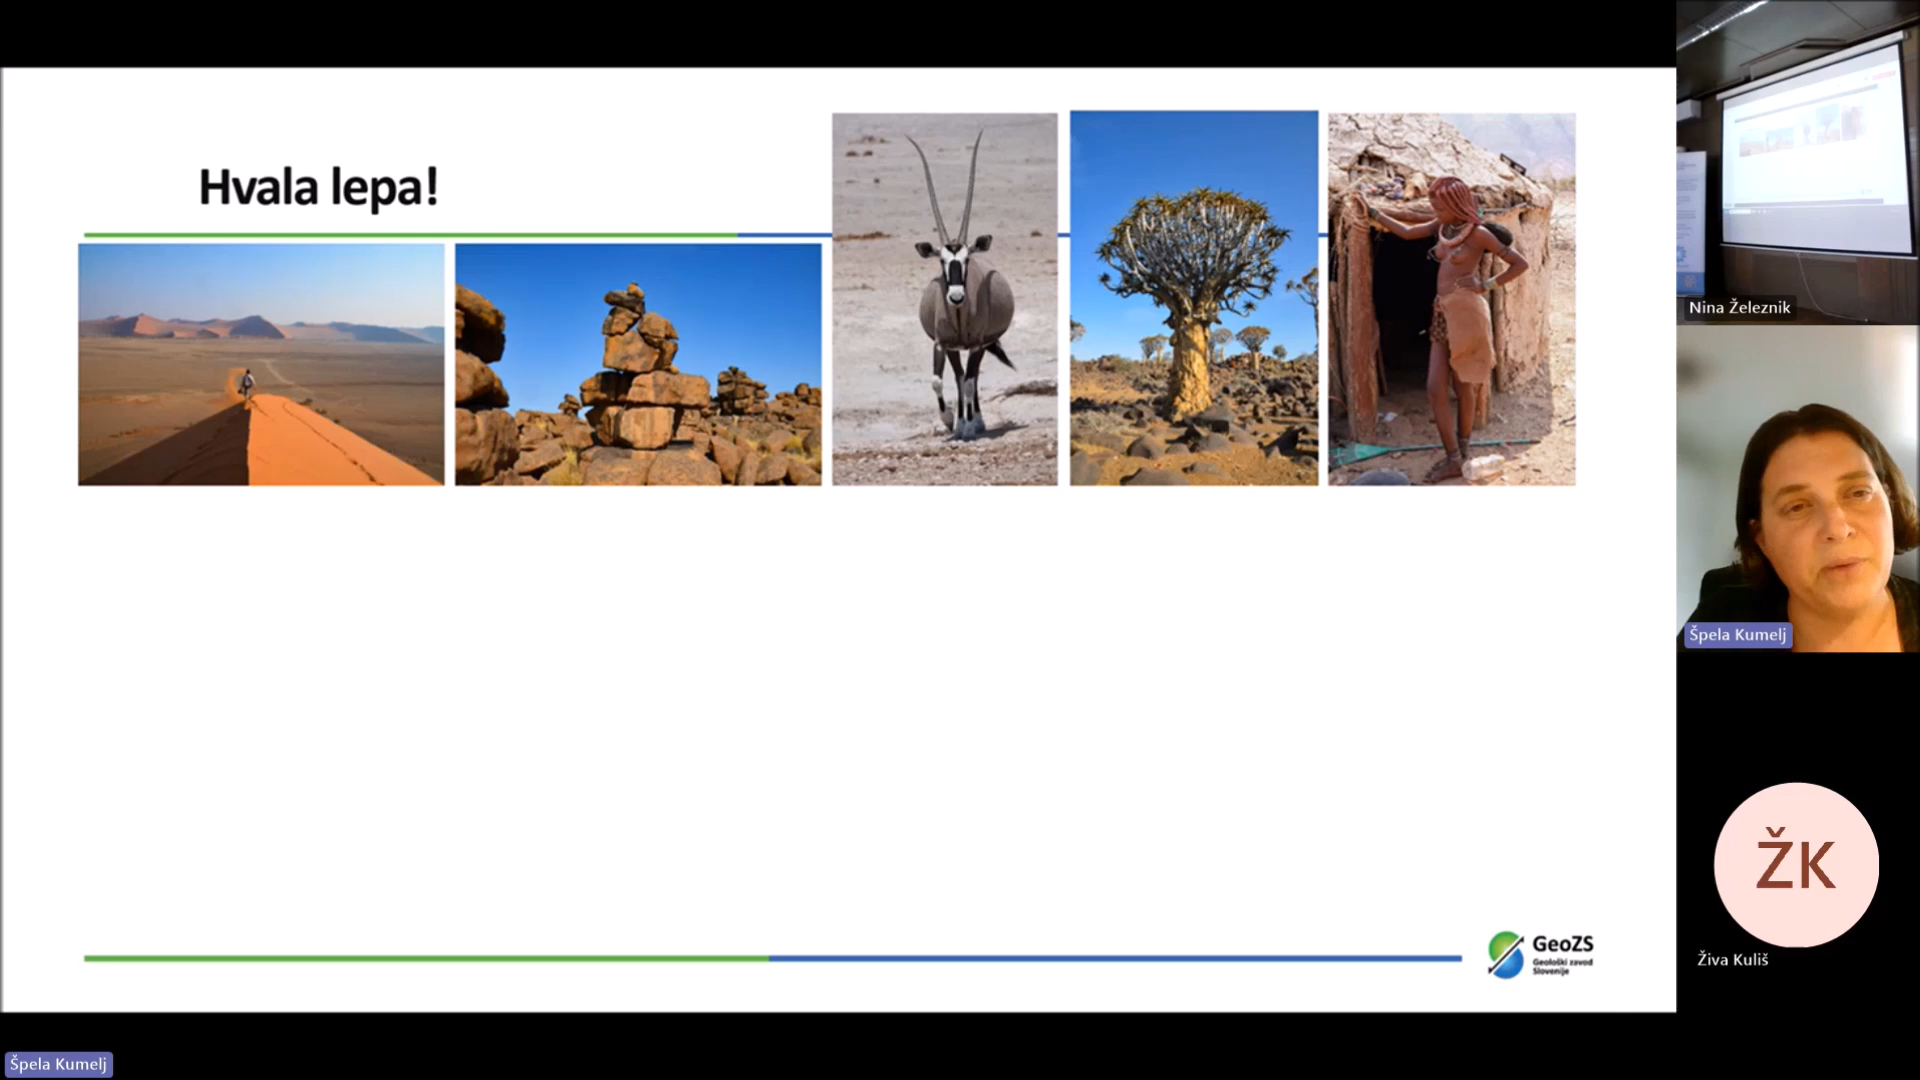 Hvala lepa!
GeoZS
Geološki zavod
Slovenije
Nina Železnik
Špela Kumelj
ŽK
Živa Kuliš
Špela Kumelj